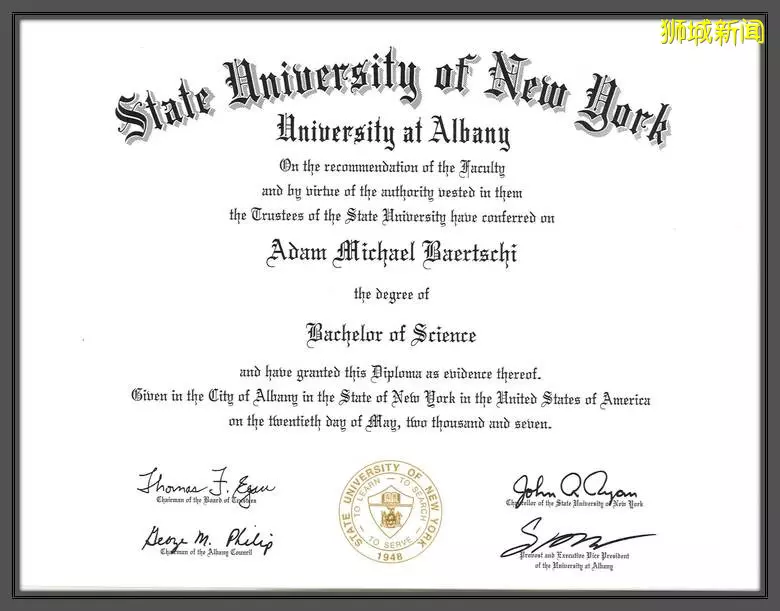 狮城新闻
State University of New York
University at Albany
On the recommendation of the Faculty
and by virtue of the authority vested in them
the Trustees of the State University have conferred on
Adam Michael Baertschi
the degree of
Bachelor of Science
and have granted this Diploma as evidence thereof.
Given in the City of Albany in the State of New York in the United States of America
on the twentieth day of May, two thousand and seven.
Thomas F. Egan
Chairman of the Board of Trustees
John R. Ryan
Chancellor of the State University of New York
George M. Philip
Chairman of the Albany Council
Provost and Executive Vice President
of the University at Albany
STATE UNIVERSITY OF NEW YORK
TO LEARN – TO SEARCH – TO SERVE
1948